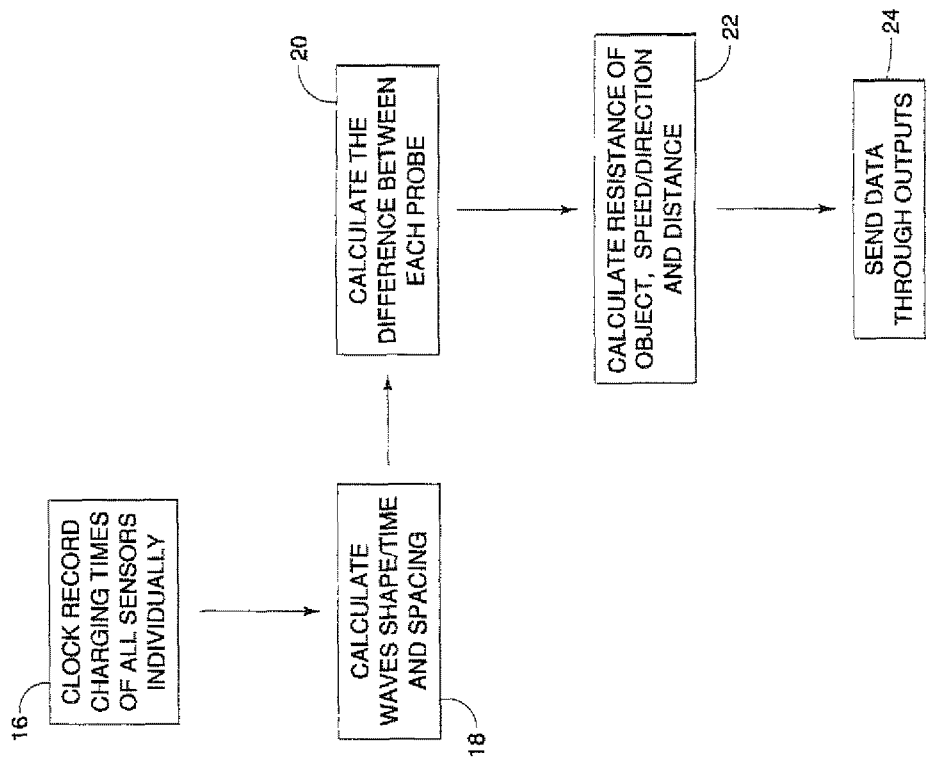 16
CLOCK RECORD
CHARGING TIMES
OF ALL SENSORS
INDIVIDUALLY
18
CALCULATE
WAVES SHAPE/TIME
AND SPACING
20
CALCULATE THE
DIFFERENCE BETWEEN
EACH PROBE
22
CALCULATE RESISTANCE OF
OBJECT, SPEED/DIRECTION
AND DISTANCE
24
SEND DATA
THROUGH OUTPUTS